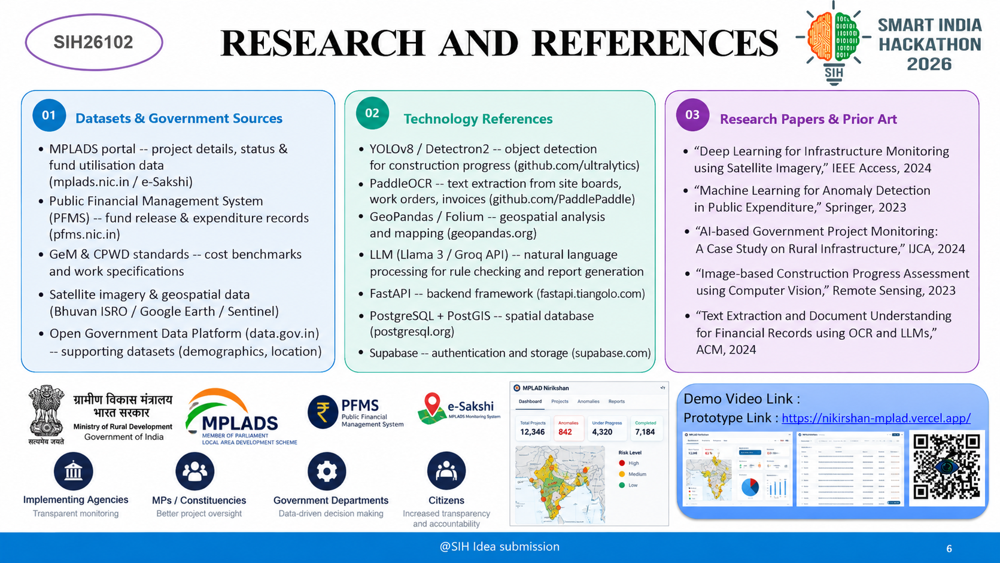 SIH26102
RESEARCH AND REFERENCES
SMART INDIA
HACKATHON
2026
SIH
01
Datasets & Government Sources
• MPLADS portal -- project details, status &
fund utilisation data
(mplads.nic.in / e-Sakshi)
• Public Financial Management System
(PFMS) -- fund release & expenditure records
(pfms.nic.in)
• GeM & CPWD standards -- cost benchmarks
and work specifications
• Satellite imagery & geospatial data
(Bhuvan ISRO / Google Earth / Sentinel)
• Open Government Data Platform (data.gov.in)
-- supporting datasets (demographics, location)
02
Technology References
• YOLOv8 / Detectron2 -- object detection
for construction progress (github.com/ultralytics)
• PaddleOCR -- text extraction from site boards,
work orders, invoices (github.com/PaddlePaddle)
• GeoPandas / Folium -- geospatial analysis
and mapping (geopandas.org)
• LLM (Llama 3 / Groq API) -- natural language
processing for rule checking and report generation
• FastAPI -- backend framework (fastapi.tiangolo.com)
• PostgreSQL + PostGIS -- spatial database
(postgresql.org)
• Supabase -- authentication and storage (supabase.com)
03
Research Papers & Prior Art
• “Deep Learning for Infrastructure Monitoring
using Satellite Imagery,” IEEE Access, 2024
• “Machine Learning for Anomaly Detection
in Public Expenditure,” Springer, 2023
• “AI-based Government Project Monitoring:
A Case Study on Rural Infrastructure,” IJCA, 2024
• “Image-based Construction Progress Assessment
using Computer Vision,” Remote Sensing, 2023
• “Text Extraction and Document Understanding
for Financial Records using OCR and LLMs,”
ACM, 2024
सत्यमेव जयते
ग्रामीण विकास मंत्रालय
भारत सरकार
Ministry of Rural Development
Government of India
MPLADS
MEMBER OF PARLIAMENT
LOCAL AREA DEVELOPMENT SCHEME
PFMS
Public Financial
Management System
e-Sakshi
MPLADS Monitoring System
Implementing Agencies
Transparent monitoring
MPs / Constituencies
Better project oversight
Government Departments
Data-driven decision making
Citizens
Increased transparency
and accountability
MPLAD Nirikshan
Dashboard Projects Anomalies Reports
Total Projects
12,346
Anomalies
842
Under Progress
4,320
Completed
7,184
Risk Level
High
Medium
Low
Demo Video Link :
Prototype Link : https://nikirshan-mplad.vercel.app/
@SIH Idea submission
6